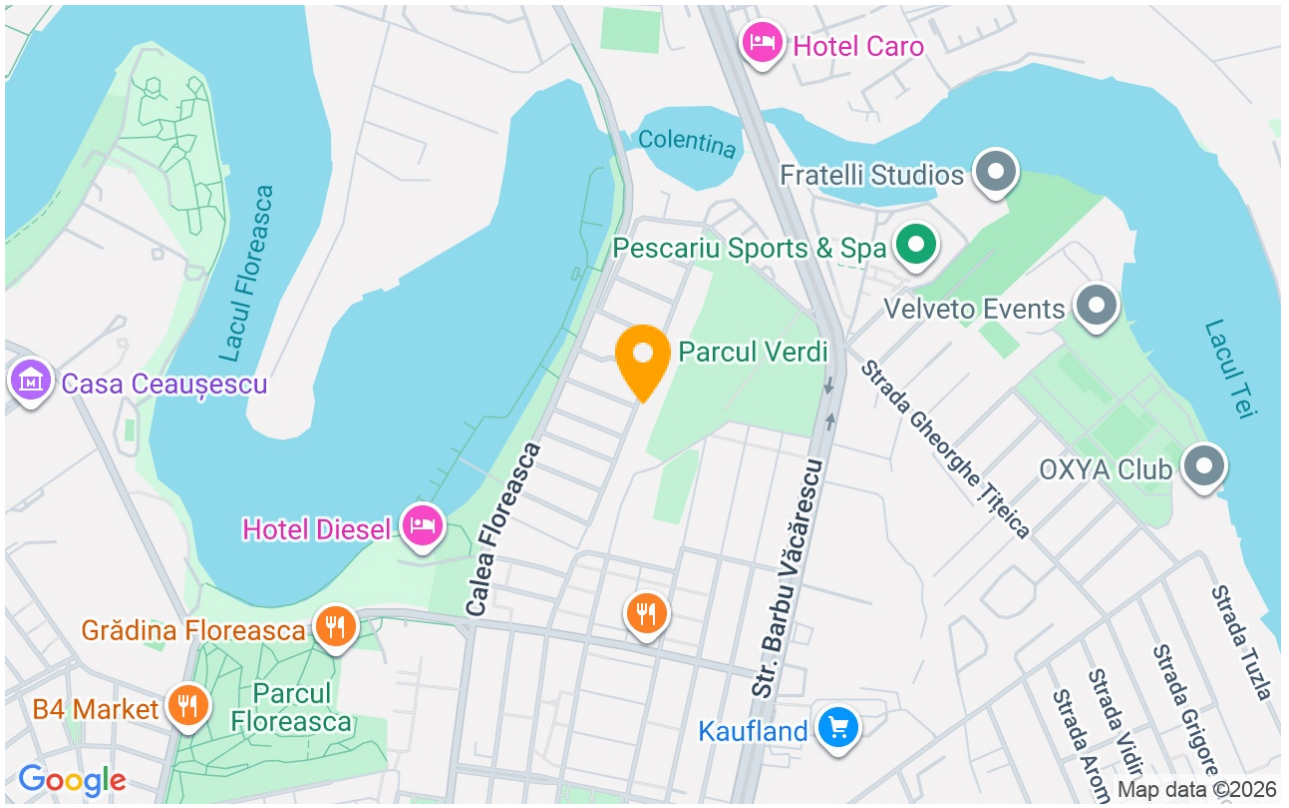 Hotel Caro
Colentina
Fratelli Studios
Lacul Floreasca
Pescariu Sports & Spa
Velveto Events
Lacul Tei
Parcul Verdi
Casa Ceaușescu
Strada Gheorghe Țițeica
OXYA Club
Calea Floreasca
Str. Barbu Văcărescu
Hotel Diesel
Grădina Floreasca
Strada Tuzla
Strada Grigore
Strada Vidir
Strada Arom
B4 Market
Parcul
Floreasca
Kaufland
Google
Map data ©2026